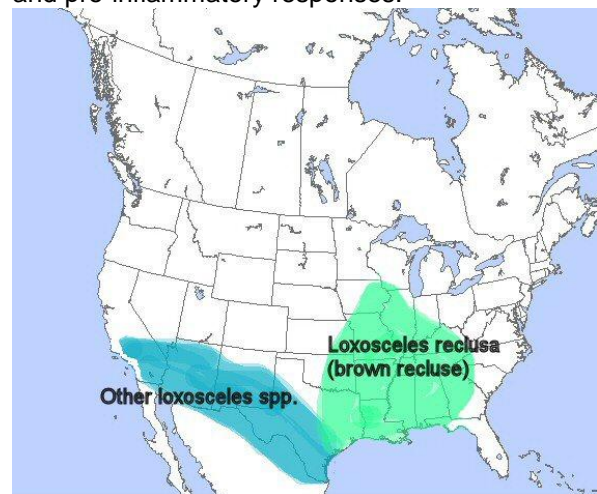 and pro-inflammatory responses.
Loxosceles reclusa
(brown recluse)
Other loxosceles spp.